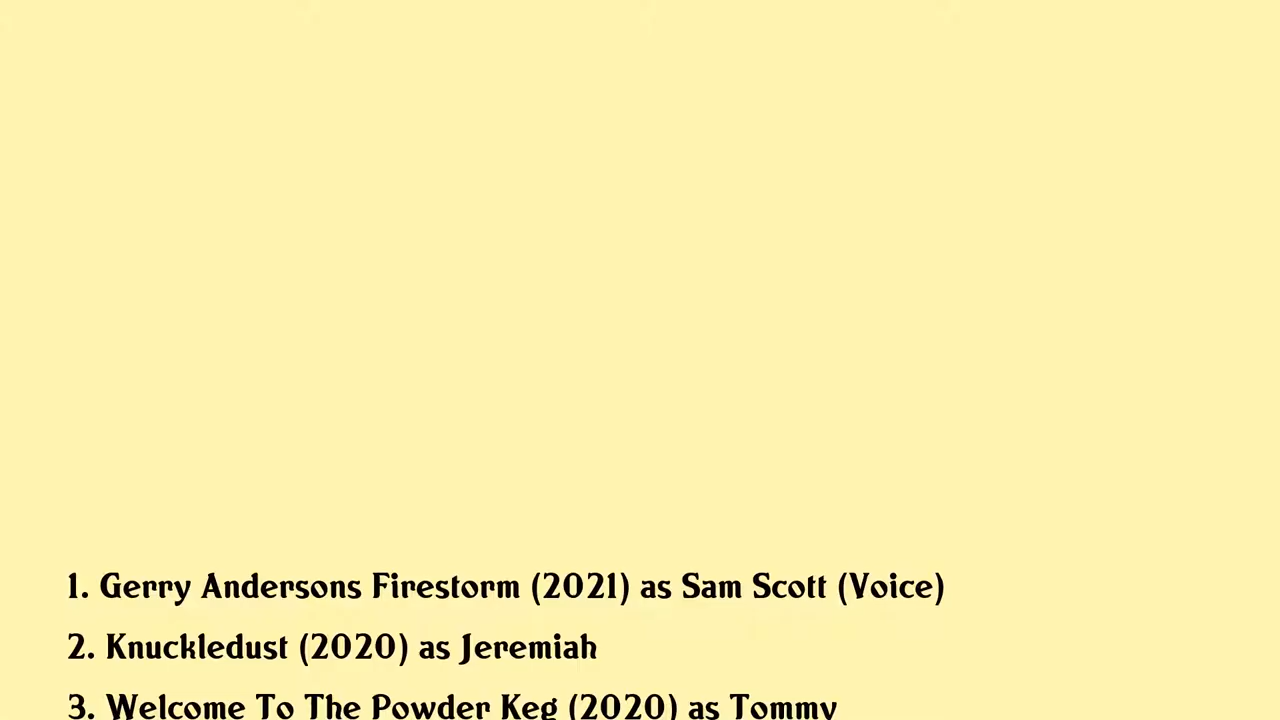 1. Gerry Andersons Firestorm (2021) as Sam Scott (Voice)
2. Knuckledust (2020) as Jeremiah
3. Welcome To The Powder Keg (2020) as Tommy